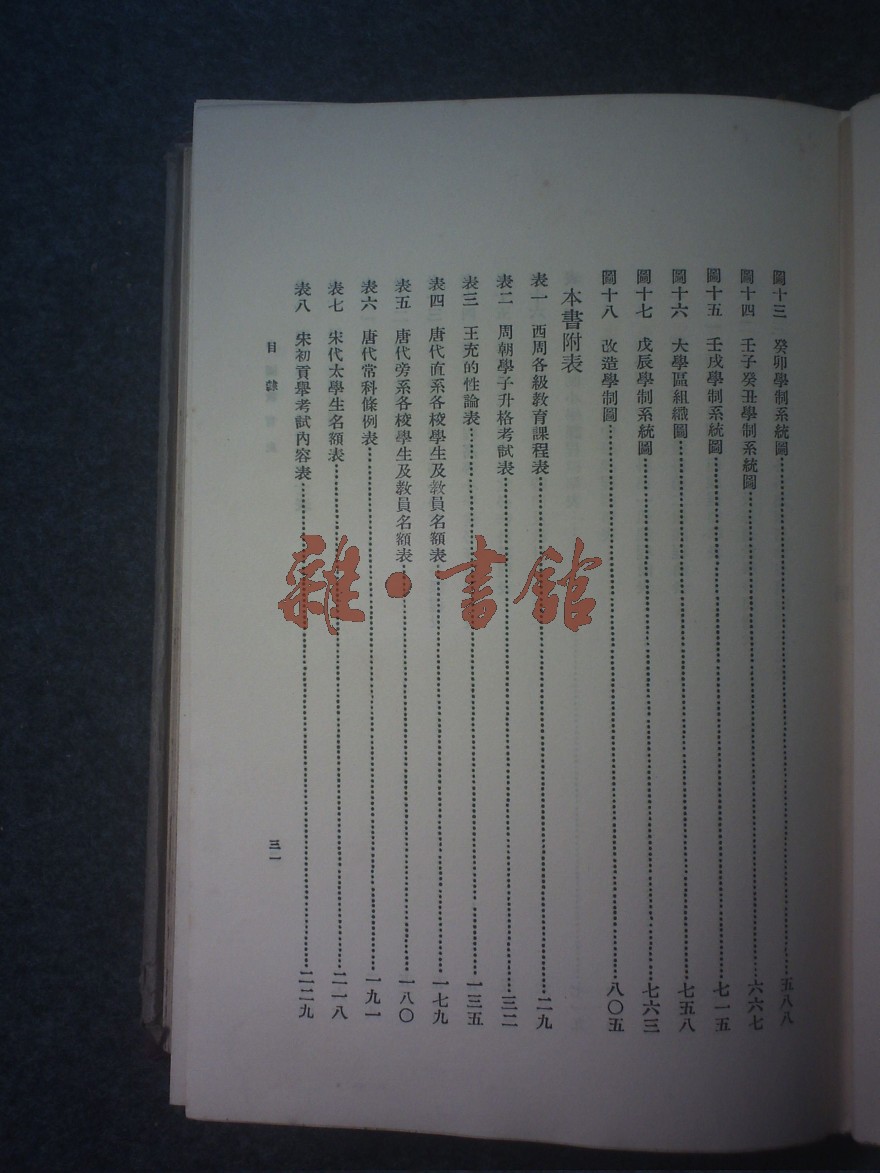 圖十三　癸卯學制系統圖……五八八
圖十四　壬子癸丑學制系統圖……六六七
圖十五　壬戌學制系統圖……七一五
圖十六　大學區組織圖……七五八
圖十七　戊辰學制系統圖……七六三
圖十八　改造學制圖……八〇五
本書附表
表一　西周各級教育課程表……二九
表二　周朝學子升格考試表……三二
表三　王充的性論表……一三五
表四　唐代直系各校學生及教員名額表……一七九
表五　唐代旁系各校學生及教員名額表……一八〇
表六　唐代常科條例表……一九一
表七　宋代太學生名額表……二一八
表八　宋初貢舉考試內容表……二二九
目錄
三一
雜·書館